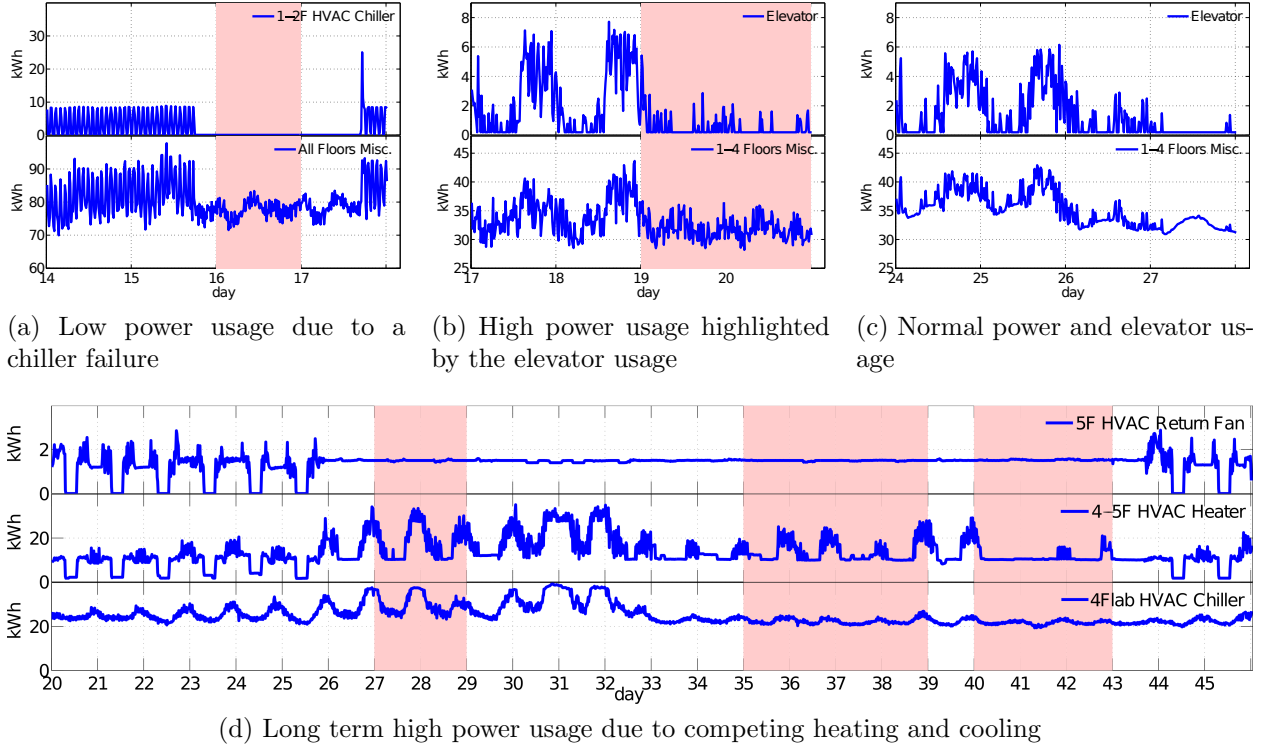 1–2F HVAC Chiller
kWh
40
30
20
10
0
All Floors Misc.
kWh
90
80
70
60
14 15 16 17
day
(a) Low power usage due to a
chiller failure
Elevator
kWh
8
6
4
2
0
1–4 Floors Misc.
kWh
45
40
35
30
25
17 18 19 20
day
(b) High power usage highlighted
by the elevator usage
Elevator
kWh
8
6
4
2
0
1–4 Floors Misc.
kWh
45
40
35
30
25
24 25 26 27
day
(c) Normal power and elevator us-
age
5F HVAC Return Fan
kWh
2
0
4–5F HVAC Heater
kWh
20
0
4Flab HVAC Chiller
kWh
20
0
20 21 22 23 24 25 26 27 28 29 30 31 32 33 34 35 36 37 38 39 40 41 42 43 44 45
day
(d) Long term high power usage due to competing heating and cooling